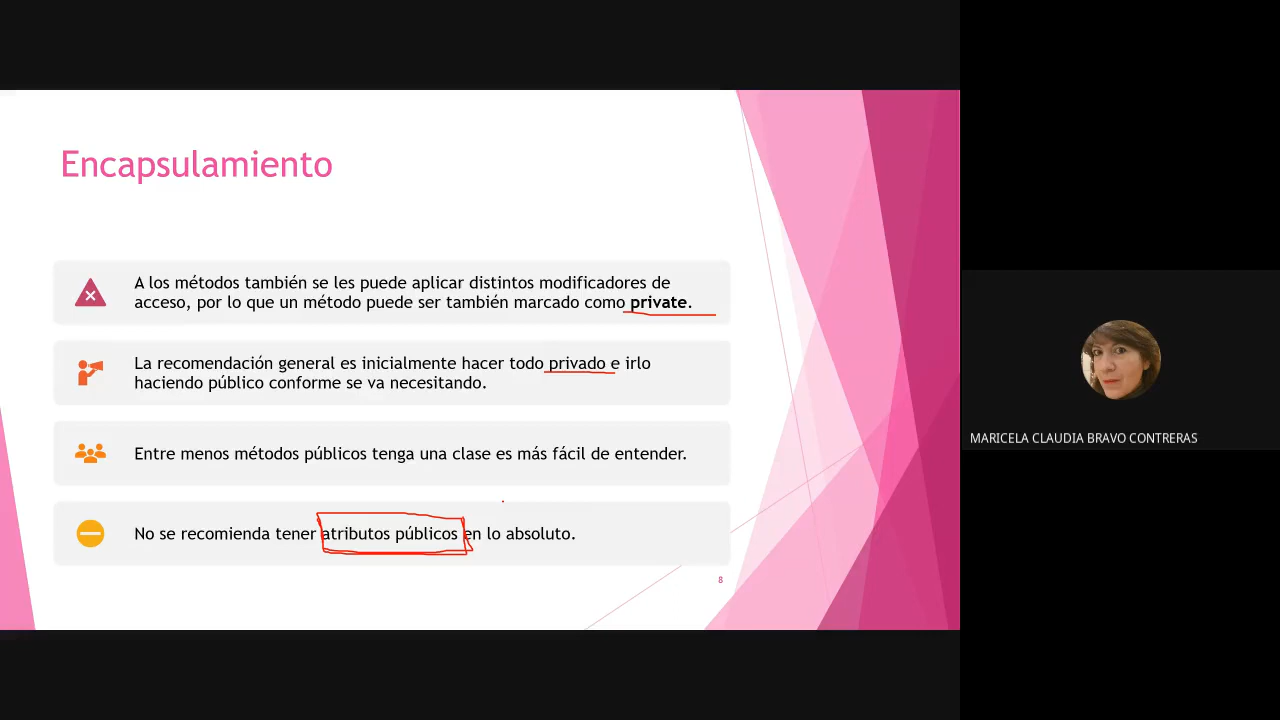 Encapsulamiento
A los métodos también se les puede aplicar distintos modificadores de
acceso, por lo que un método puede ser también marcado como private.
La recomendación general es inicialmente hacer todo privado e irlo
haciendo público conforme se va necesitando.
Entre menos métodos públicos tenga una clase es más fácil de entender.
No se recomienda tener atributos públicos en lo absoluto.
8
MARICELA CLAUDIA BRAVO CONTRERAS